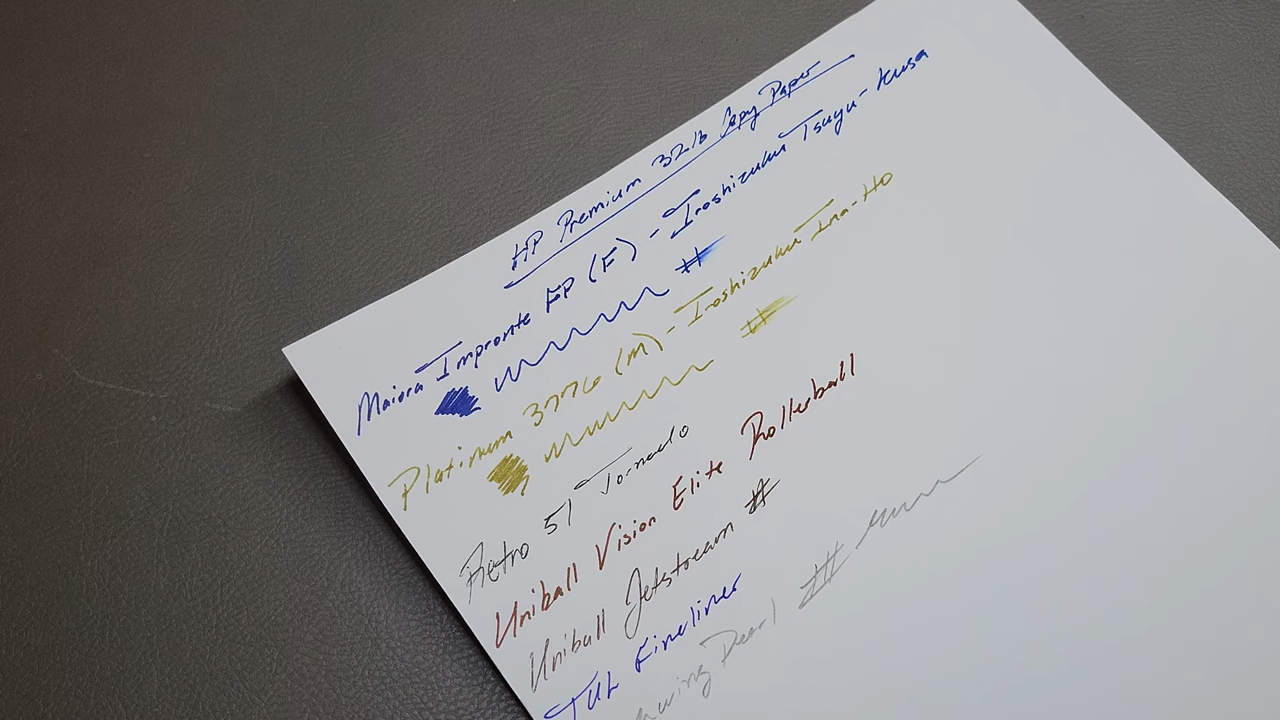 HP Premium 32lb Copy Paper
Maiora Impronte FP (F) - Iroshizuku Tsuyu-kusa
#
Platinum 3776 (M) - Iroshizuku Ina-Ho
#
Retro 51 Tornado
Uniball Vision Elite Rollerball
Uniball Jetstream #
TUL Fineliner
Pearl #